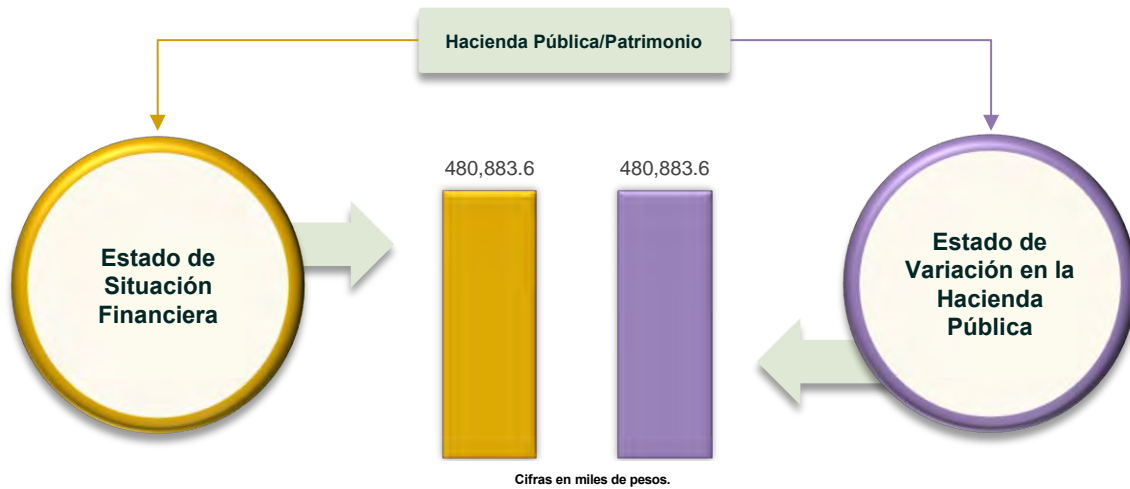 Hacienda Pública/Patrimonio
480,883.6
480,883.6
Estado de
Situación
Financiera
Estado de
Variación en la
Hacienda
Pública
Cifras en miles de pesos.